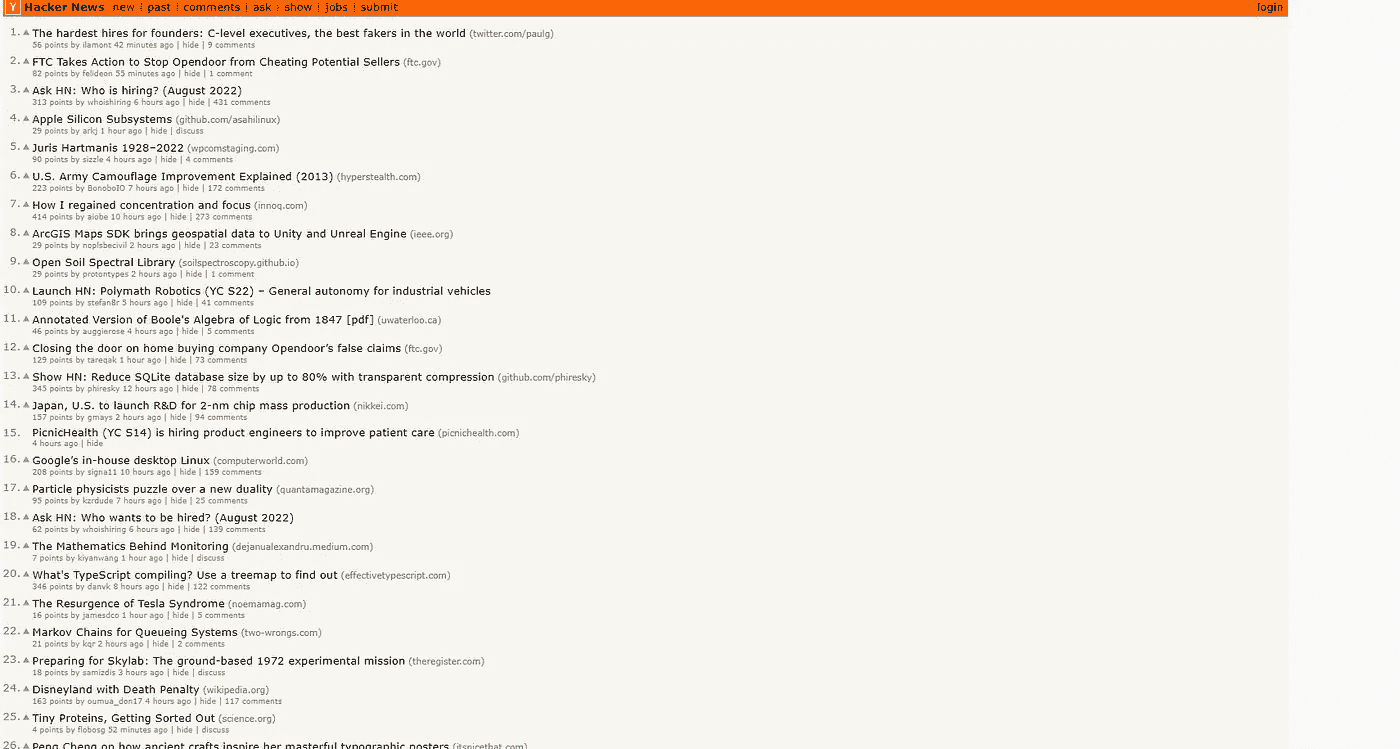 Y Hacker News new | past | comments | ask | show | jobs | submit login
1. The hardest hires for founders: C-level executives, the best fakers in the world (twitter.com/paulg)
56 points by ilamont 42 minutes ago | hide | 9 comments
2. FTC Takes Action to Stop Opendoor from Cheating Potential Sellers (ftc.gov)
82 points by felideon 55 minutes ago | hide | 1 comment
3. Ask HN: Who is hiring? (August 2022)
313 points by whoishiring 6 hours ago | hide | 431 comments
4. Apple Silicon Subsystems (github.com/asahilinux)
29 points by arkj 1 hour ago | hide | discuss
5. Juris Hartmanis 1928–2022 (wpcomstaging.com)
90 points by sizzle 4 hours ago | hide | 4 comments
6. U.S. Army Camouflage Improvement Explained (2013) (hyperstealth.com)
223 points by BonoboIO 7 hours ago | hide | 172 comments
7. How I regained concentration and focus (innoq.com)
414 points by aiobe 10 hours ago | hide | 273 comments
8. ArcGIS Maps SDK brings geospatial data to Unity and Unreal Engine (ieee.org)
29 points by noplsbecivil 2 hours ago | hide | 23 comments
9. Open Soil Spectral Library (soilspectroscopy.github.io)
29 points by protontypes 2 hours ago | hide | 1 comment
10. Launch HN: Polymath Robotics (YC S22) – General autonomy for industrial vehicles
109 points by stefan8r 5 hours ago | hide | 41 comments
11. Annotated Version of Boole's Algebra of Logic from 1847 [pdf] (uwaterloo.ca)
46 points by auggierose 4 hours ago | hide | 5 comments
12. Closing the door on home buying company Opendoor’s false claims (ftc.gov)
129 points by tareqak 1 hour ago | hide | 73 comments
13. Show HN: Reduce SQLite database size by up to 80% with transparent compression (github.com/phiresky)
345 points by phiresky 12 hours ago | hide | 78 comments
14. Japan, U.S. to launch R&D for 2-nm chip mass production (nikkei.com)
157 points by gmays 2 hours ago | hide | 94 comments
15. PicnicHealth (YC S14) is hiring product engineers to improve patient care (picnichealth.com)
4 hours ago | hide
16. Google’s in-house desktop Linux (computerworld.com)
208 points by signa11 10 hours ago | hide | 159 comments
17. Particle physicists puzzle over a new duality (quantamagazine.org)
95 points by kzrdude 7 hours ago | hide | 25 comments
18. Ask HN: Who wants to be hired? (August 2022)
62 points by whoishiring 6 hours ago | hide | 139 comments
19. The Mathematics Behind Monitoring (dejanualexandru.medium.com)
7 points by kiyanwang 1 hour ago | hide | discuss
20. What's TypeScript compiling? Use a treemap to find out (effectivetypescript.com)
346 points by danvk 8 hours ago | hide | 122 comments
21. The Resurgence of Tesla Syndrome (noemamag.com)
16 points by jamesdco 1 hour ago | hide | 5 comments
22. Markov Chains for Queueing Systems (two-wrongs.com)
21 points by kqr 2 hours ago | hide | 2 comments
23. Preparing for Skylab: The ground-based 1972 experimental mission (theregister.com)
18 points by samizdis 3 hours ago | hide | discuss
24. Disneyland with Death Penalty (wikipedia.org)
163 points by oumua_don17 4 hours ago | hide | 117 comments
25. Tiny Proteins, Getting Sorted Out (science.org)
4 points by flobosg 52 minutes ago | hide | discuss
26. Peng Cheng on how ancient crafts inspire her masterful typographic posters (itsnicethat.com)